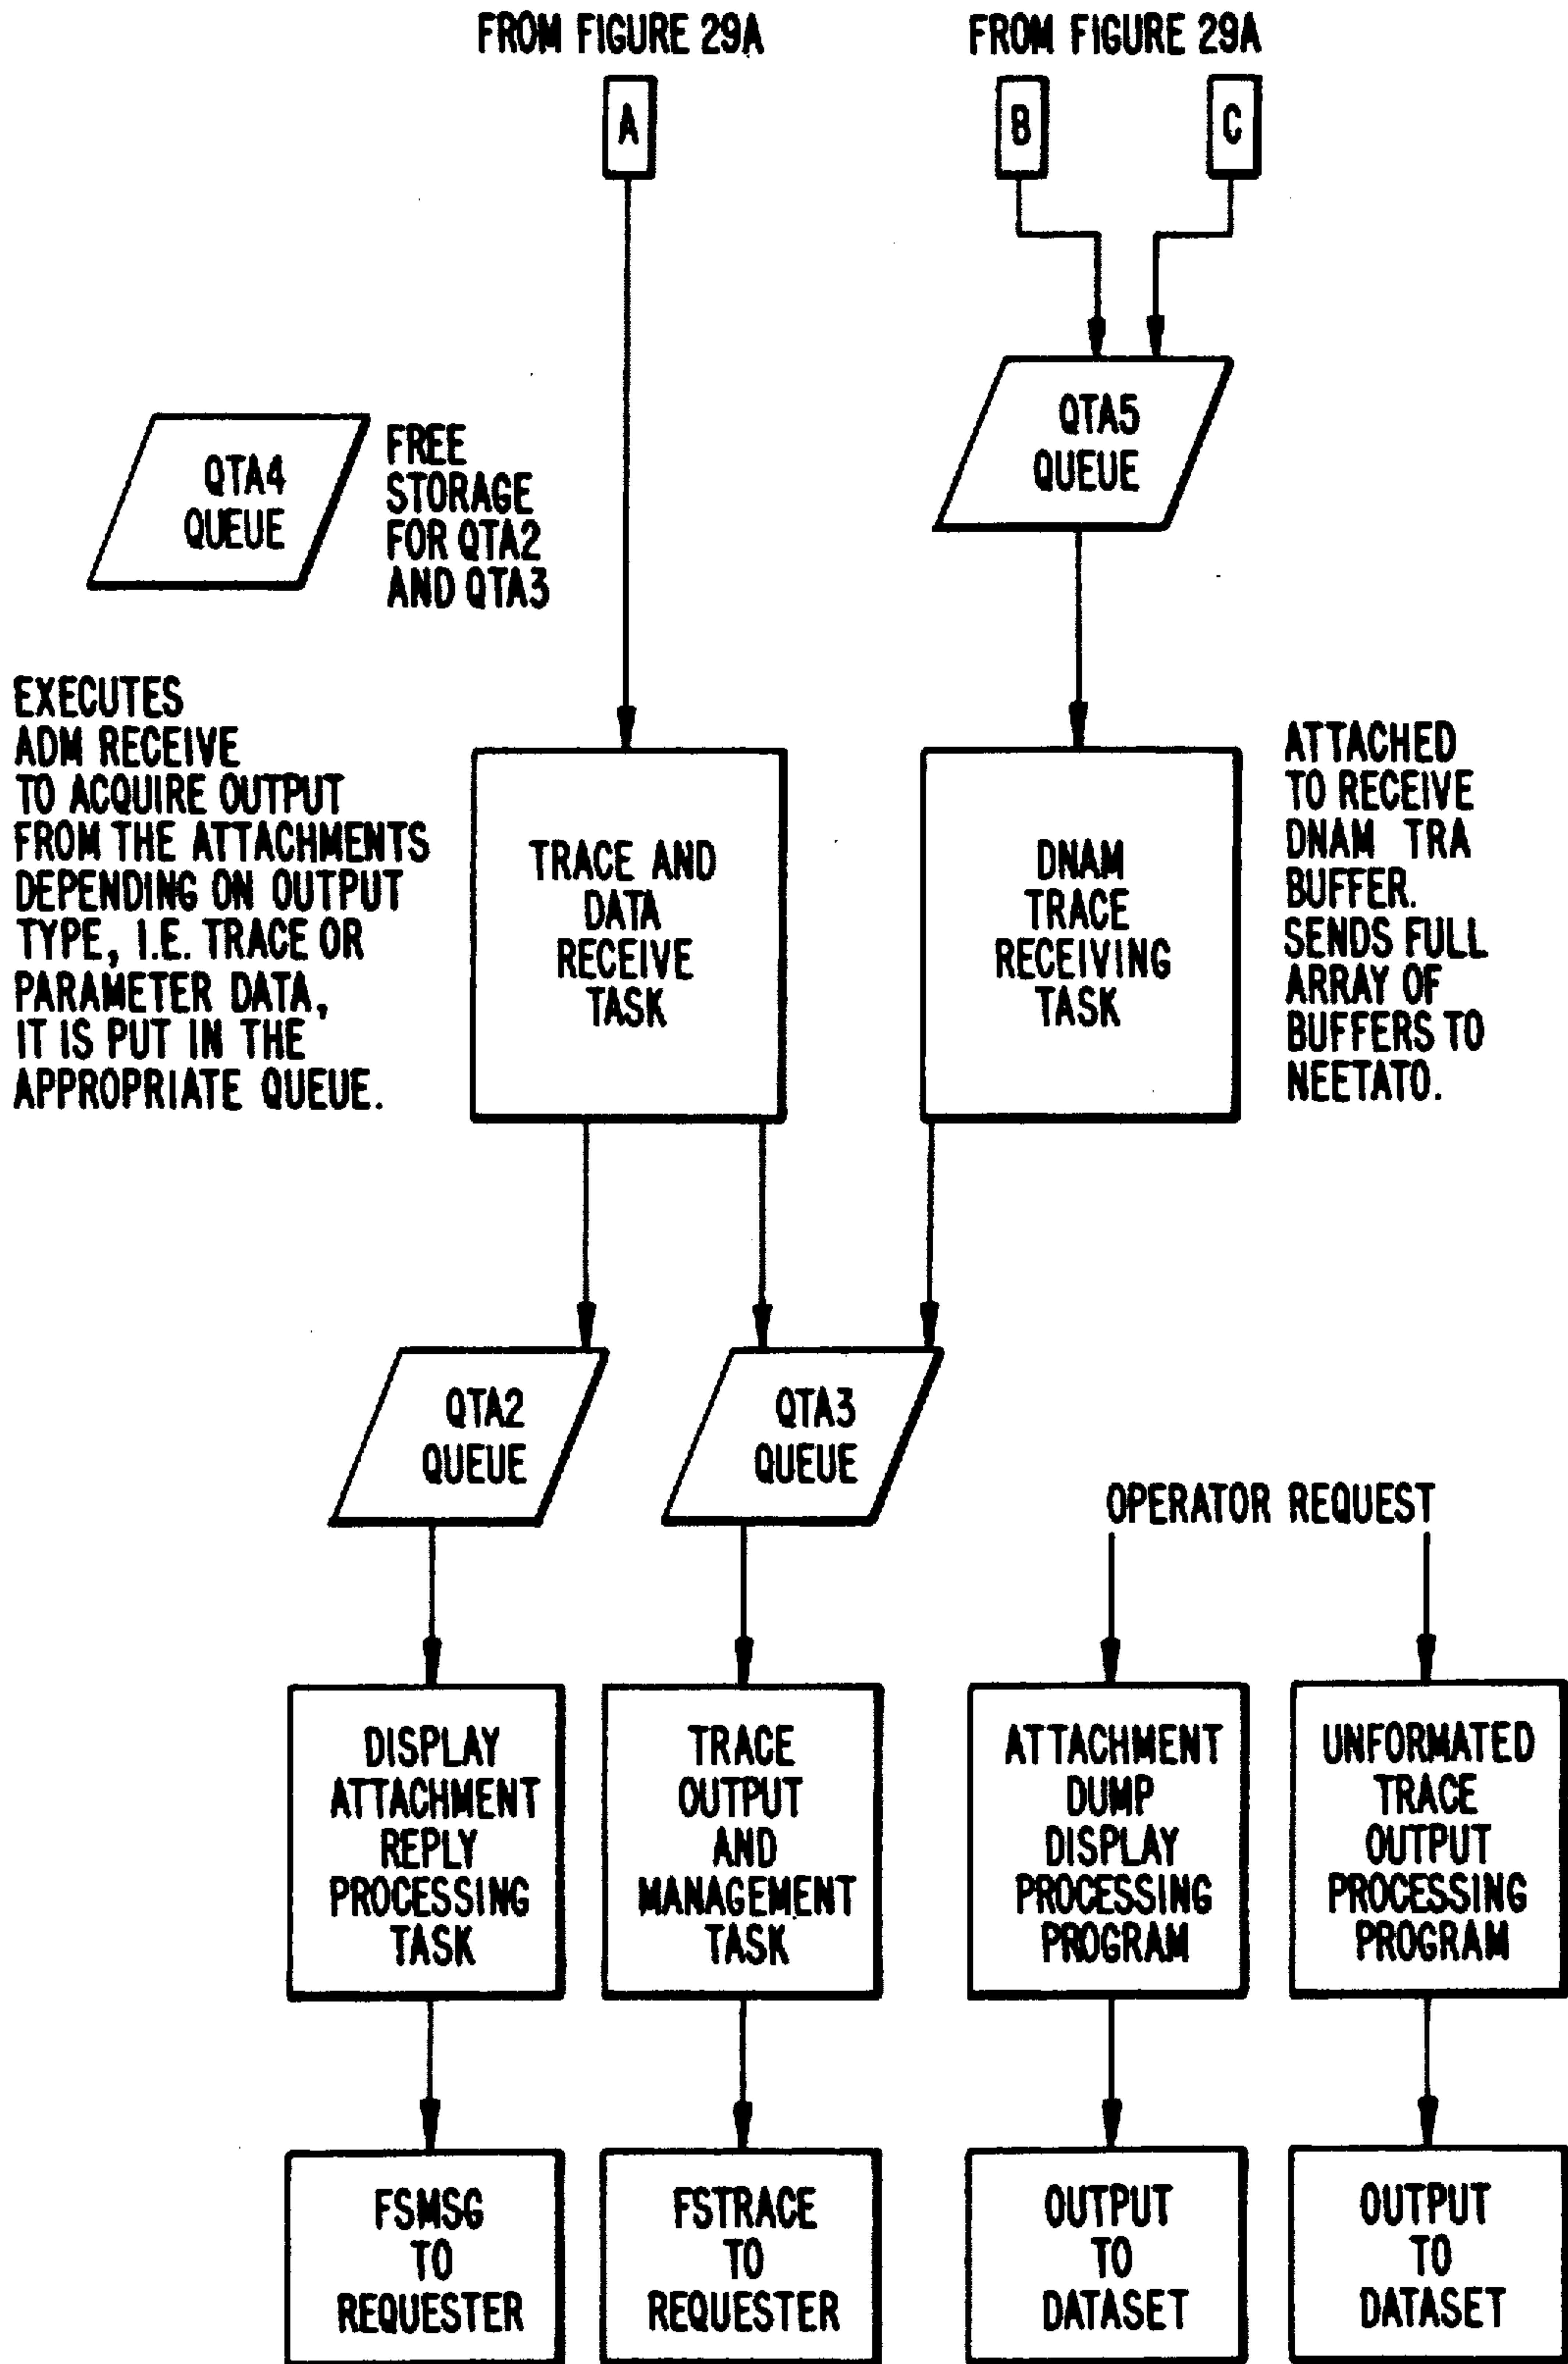 FROM FIGURE 29A
FROM FIGURE 29A
A
B
C
QTA4
QUEUE
FREE
STORAGE
FOR QTA2
AND QTA3
QTA5
QUEUE
EXECUTES
ADM RECEIVE
TO ACQUIRE OUTPUT
FROM THE ATTACHMENTS
DEPENDING ON OUTPUT
TYPE, I.E. TRACE OR
PARAMETER DATA,
IT IS PUT IN THE
APPROPRIATE QUEUE.
TRACE AND
DATA
RECEIVE
TASK
DNAM
TRACE
RECEIVING
TASK
ATTACHED
TO RECEIVE
DNAM TRA
BUFFER.
SENDS FULL
ARRAY OF
BUFFERS TO
NEETATO.
QTA2
QUEUE
QTA3
QUEUE
OPERATOR REQUEST
DISPLAY
ATTACHMENT
REPLY
PROCESSING
TASK
TRACE
OUTPUT
AND
MANAGEMENT
TASK
ATTACHMENT
DUMP
DISPLAY
PROCESSING
PROGRAM
UNFORMATED
TRACE
OUTPUT
PROCESSING
PROGRAM
FSMSG
TO
REQUESTER
FSTRACE
TO
REQUESTER
OUTPUT
TO
DATASET
OUTPUT
TO
DATASET